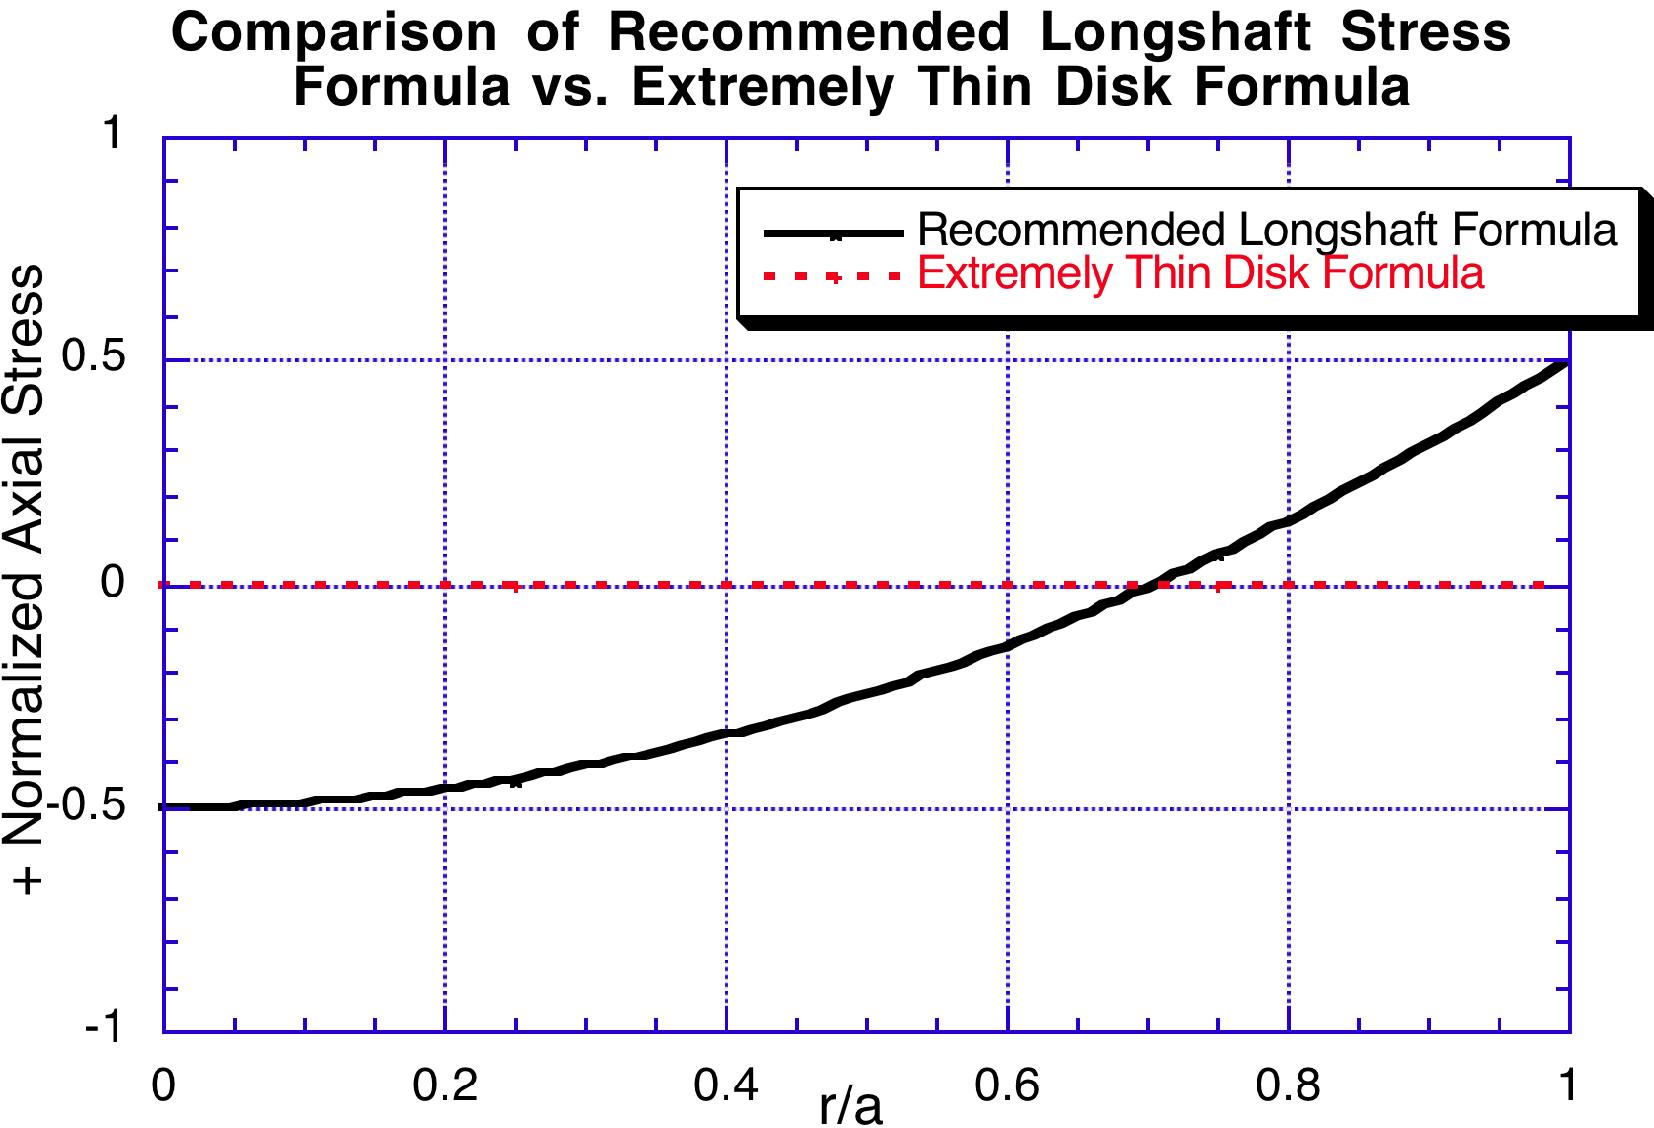 Comparison of Recommended Longshaft Stress
Formula vs. Extremely Thin Disk Formula
+ Normalized Axial Stress
1
0.5
0
-0.5
-1
Recommended Longshaft Formula
Extremely Thin Disk Formula
0 0.2 0.4 0.6 0.8 1
r/a